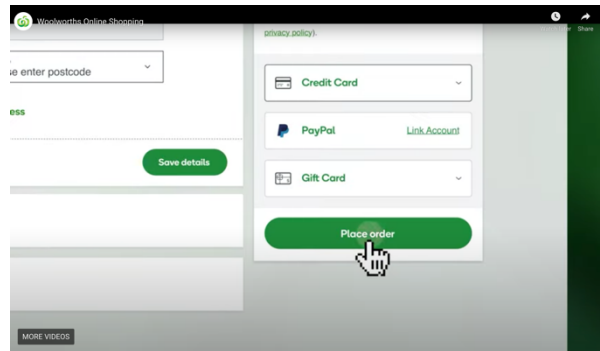 Woolworths Online Shopping
Share
privacy policy).
se enter postcode
ess
Save details
Credit Card
PayPal
Link Account
Gift Card
Place order
MORE VIDEOS